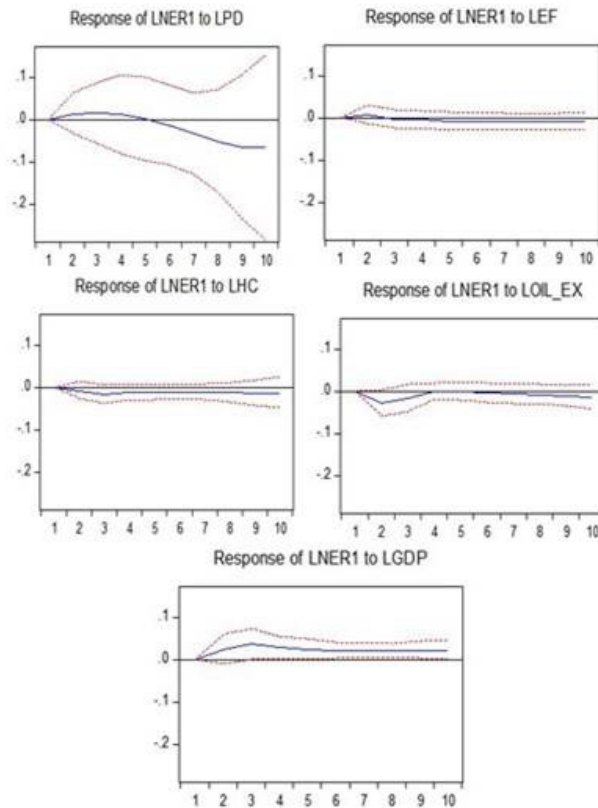 Response of LNER1 to LPD
.1
.0
-.1
-.2
1 2 3 4 5 6 7 8 9 10
Response of LNER1 to LEF
.1
.0
-.1
-.2
1 2 3 4 5 6 7 8 9 10
Response of LNER1 to LHC
.1
.0
-.1
-.2
1 2 3 4 5 6 7 8 9 10
Response of LNER1 to LOIL_EX
.1
.0
-.1
-.2
1 2 3 4 5 6 7 8 9 10
Response of LNER1 to LGDP
.1
.0
-.1
-.2
1 2 3 4 5 6 7 8 9 10